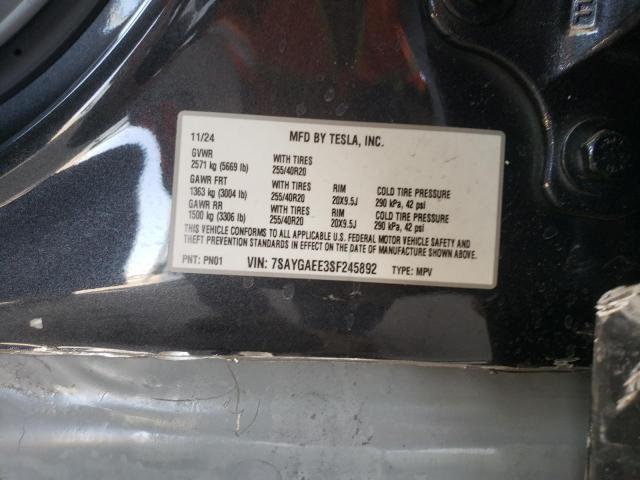 11/24 MFD BY TESLA, INC.
GVWR WITH TIRES
2571 kg (5669 lb) 255/40R20
GAWR FRT WITH TIRES RIM COLD TIRE PRESSURE
1363 kg (3004 lb) 255/40R20 20X9.5J 290 kPa, 42 psi
GAWR RR WITH TIRES RIM COLD TIRE PRESSURE
1500 kg (3306 lb) 255/40R20 20X9.5J 290 kPa, 42 psi
THIS VEHICLE CONFORMS TO ALL APPLICABLE U.S. FEDERAL MOTOR VEHICLE SAFETY AND
THEFT PREVENTION STANDARDS IN EFFECT ON THE DATE OF MANUFACTURE SHOWN ABOVE.
PNT: PN01 VIN: 7SAYGAEE3SF245892 TYPE: MPV